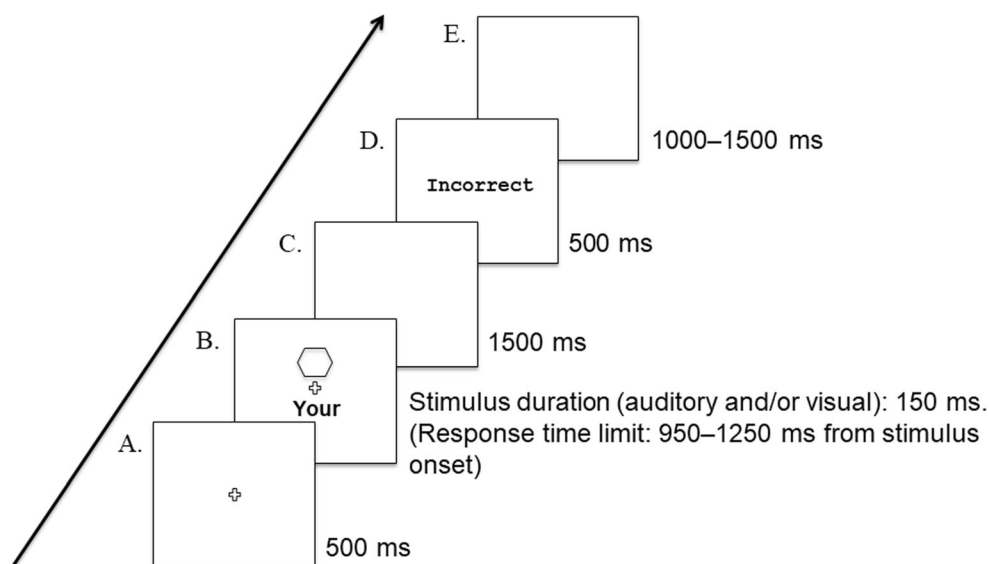 E.
1000–1500 ms
D.
Incorrect
500 ms
C.
1500 ms
B.
Your
Stimulus duration (auditory and/or visual): 150 ms.
(Response time limit: 950–1250 ms from stimulus
onset)
A.
500 ms